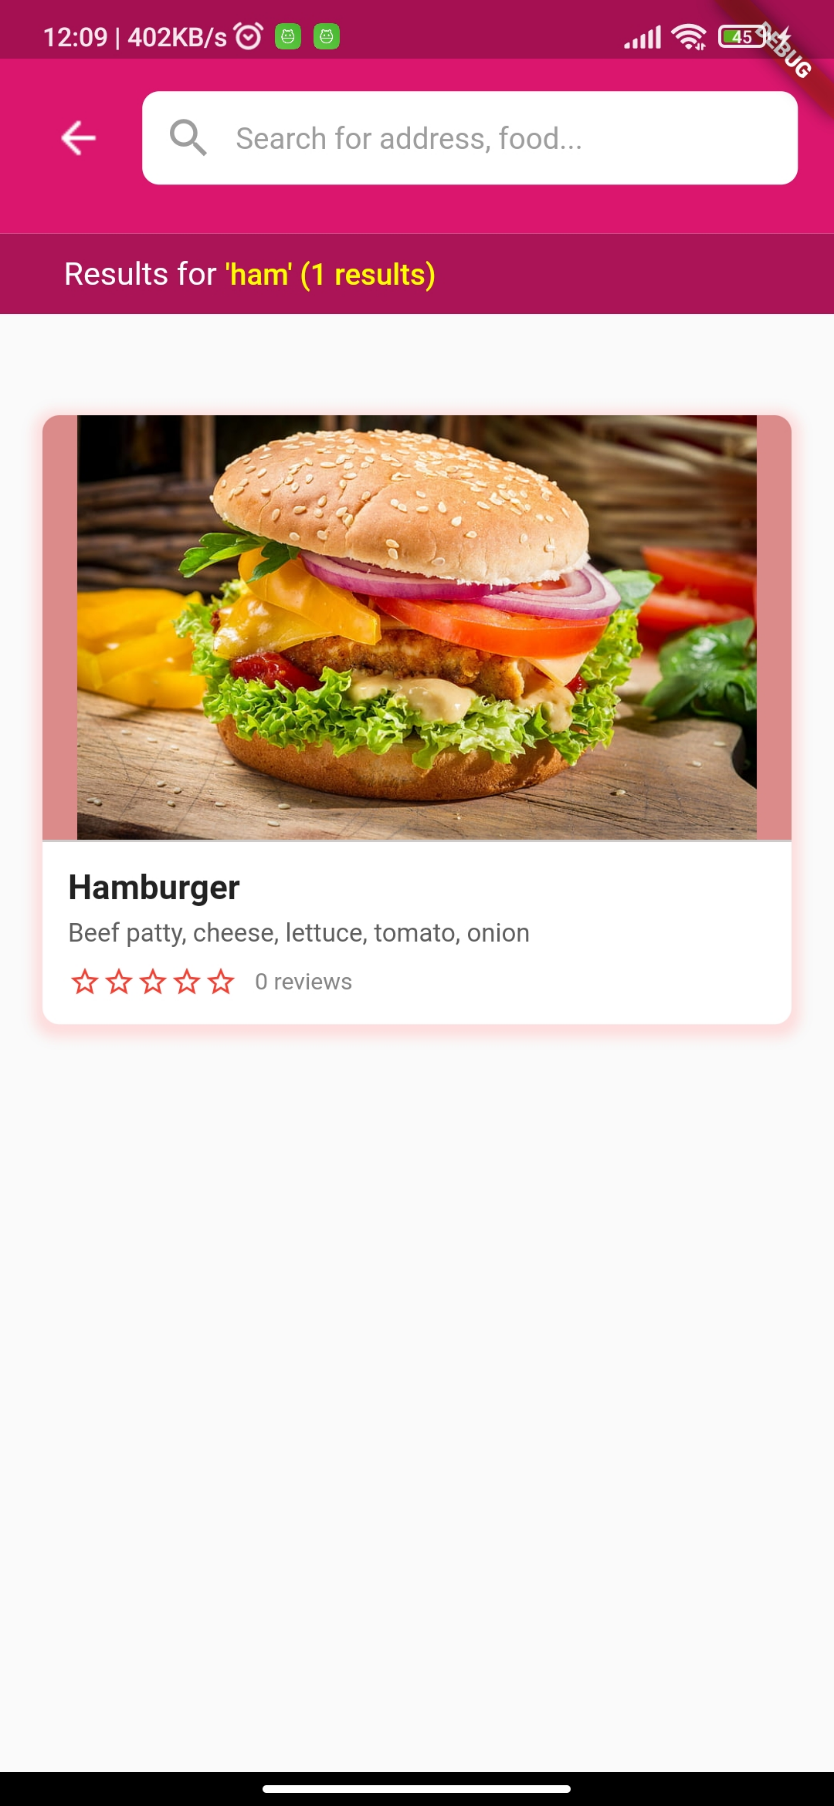 12:09 | 402KB/s
45
DEBUG
Search for address, food...
Results for 'ham' (1 results)
Hamburger
Beef patty, cheese, lettuce, tomato, onion
0 reviews